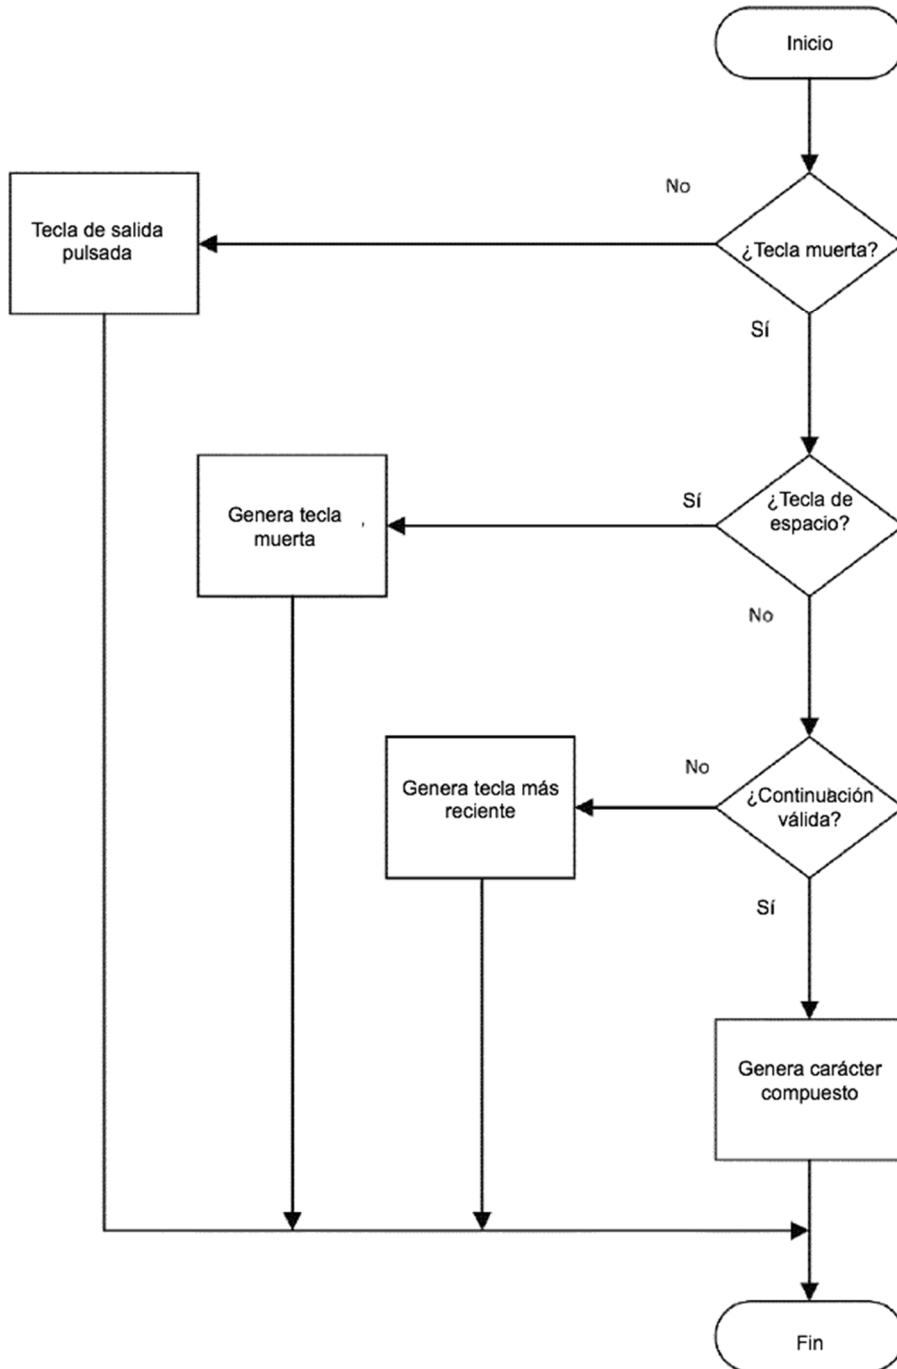 Inicio
No
¿Tecla muerta?
Tecla de salida
pulsada
Sí
Sí
¿Tecla de
espacio?
Genera tecla
muerta
No
No
¿Continuación
válida?
Genera tecla más
reciente
Sí
Genera carácter
compuesto
Fin